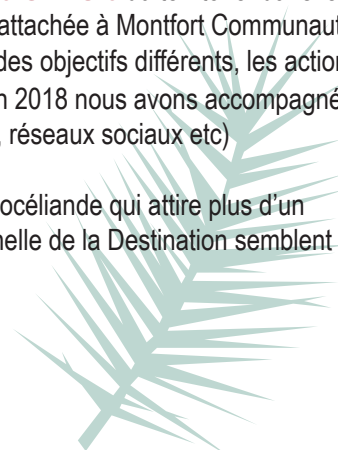 attachée à Montfort Communaut
des objectifs différents, les action
n 2018 nous avons accompagné
, réseaux sociaux etc)
océliande qui attire plus d’un
nelle de la Destination semblent